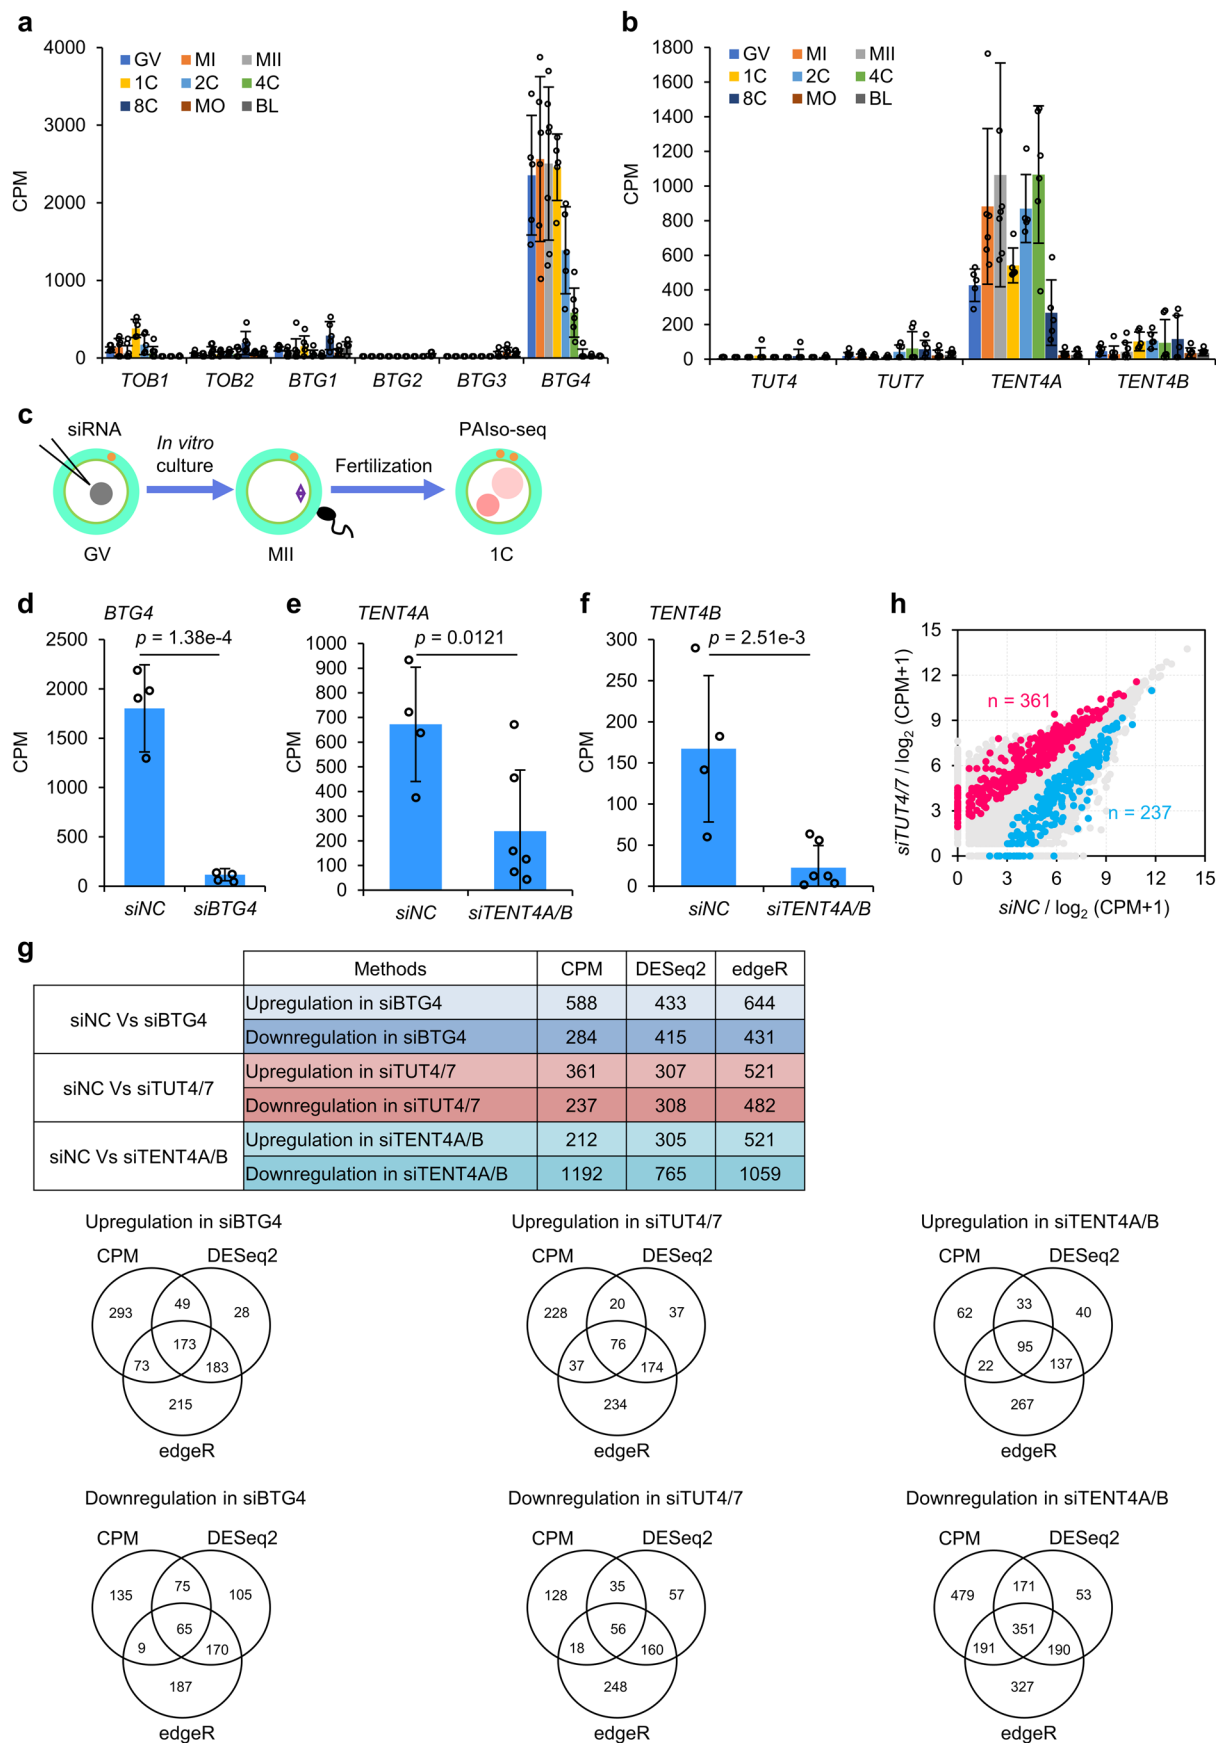 a
4000
3000
2000
1000
0
CPM
GV MI MII
1C 2C 4C
8C MO BL
TOB1 TOB2 BTG1 BTG2 BTG3 BTG4
b
1800
1600
1400
1200
1000
800
600
400
200
0
CPM
GV MI MII
1C 2C 4C
8C MO BL
TUT4 TUT7 TENT4A TENT4B
c
siRNA
In vitro
culture
Fertilization
PAIso-seq
GV
MII
1C
d
BTG4
p = 1.38e-4
2500
2000
1500
1000
500
0
CPM
siNC siBTG4
e
TENT4A
p = 0.0121
1000
900
800
700
600
500
400
300
200
100
0
CPM
siNC siTENT4A/B
f
TENT4B
p = 2.51e-3
300
250
200
150
100
50
0
CPM
siNC siTENT4A/B
h
15
12
9
6
3
0
siTUT4/7 / log2 (CPM+1)
n = 361
n = 237
0 3 6 9 12 15
siNC / log2 (CPM+1)
g
Methods CPM DESeq2 edgeR
siNC Vs siBTG4
Upregulation in siBTG4 588 433 644
Downregulation in siBTG4 284 415 431
siNC Vs siTUT4/7
Upregulation in siTUT4/7 361 307 521
Downregulation in siTUT4/7 237 308 482
siNC Vs siTENT4A/B
Upregulation in siTENT4A/B 212 305 521
Downregulation in siTENT4A/B 1192 765 1059
Upregulation in siBTG4
CPM DESeq2
293 49 28
173
73 183
215
edgeR
Upregulation in siTUT4/7
CPM DESeq2
228 20 37
76
37 174
234
edgeR
Upregulation in siTENT4A/B
CPM DESeq2
62 33 40
95
22 137
267
edgeR
Downregulation in siBTG4
CPM DESeq2
135 75 105
65
9 170
187
edgeR
Downregulation in siTUT4/7
CPM DESeq2
128 35 57
56
18 160
248
edgeR
Downregulation in siTENT4A/B
CPM DESeq2
479 171 53
351
191 190
327
edgeR